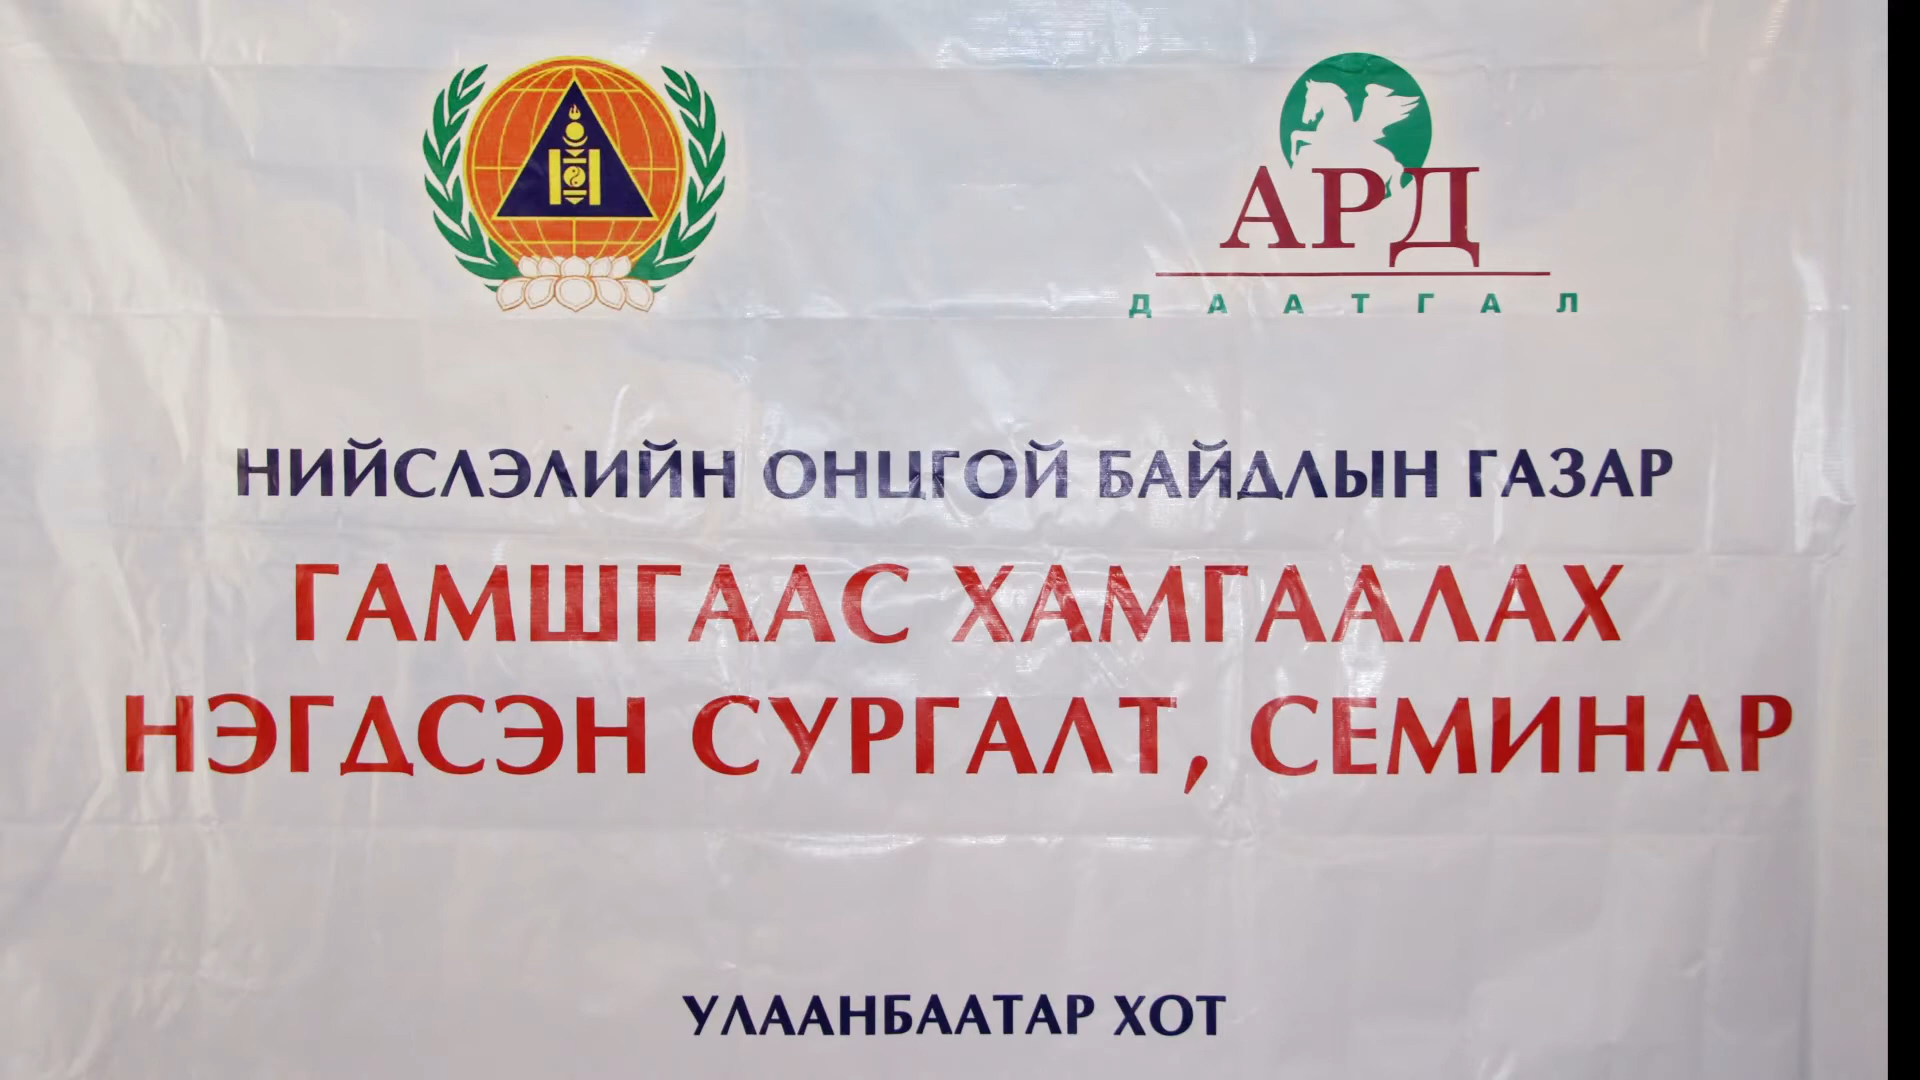 АРД
ДААТГАЛ
НИЙСЛЭЛИЙН ОНЦГОЙ БАЙДЛЫН ГАЗАР
ГАМШГААС ХАМГААЛАХ
НЭГДСЭН СУРГАЛТ, СЕМИНАР
УЛААНБААТАР ХОТ